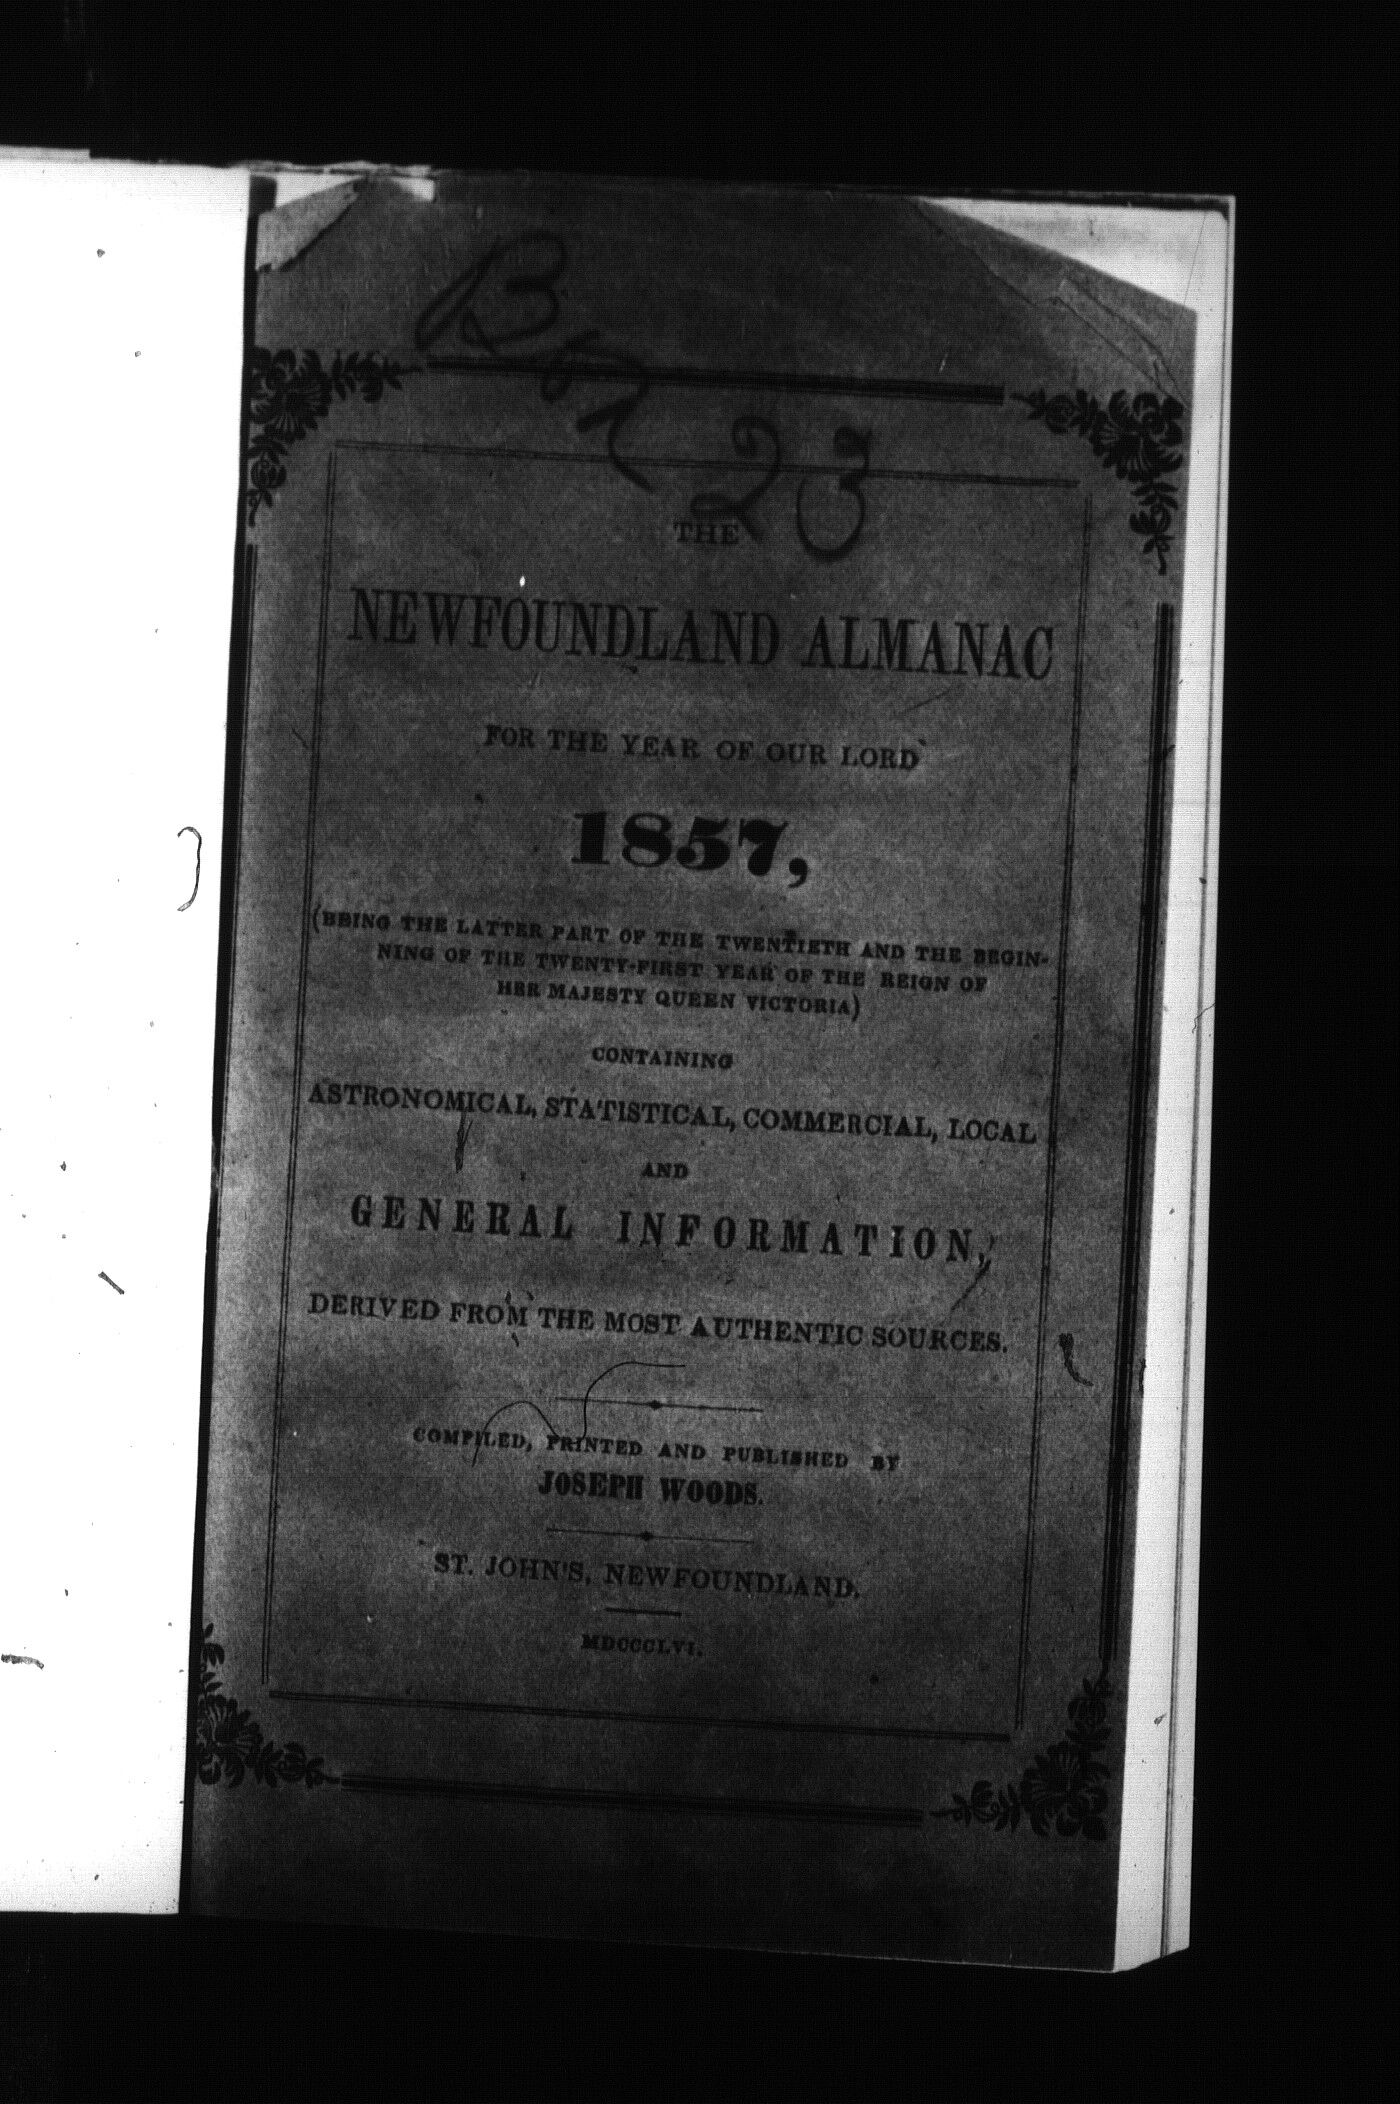 23
THE
NEWFOUNDLAND ALMANAC
FOR THE YEAR OF OUR LORD
1857,
(BEING THE LATTER PART OF THE TWENTIETH AND THE BEGIN-
NING OF THE TWENTY-FIRST YEAR OF THE REIGN OF
HER MAJESTY QUEEN VICTORIA)
CONTAINING
ASTRONOMICAL, STATISTICAL, COMMERCIAL, LOCAL
AND
GENERAL INFORMATION,
DERIVED FROM THE MOST AUTHENTIC SOURCES.
COMPILED, PRINTED AND PUBLISHED BY
JOSEPH WOODS.
ST. JOHN'S, NEWFOUNDLAND.
MDCCCLVI.